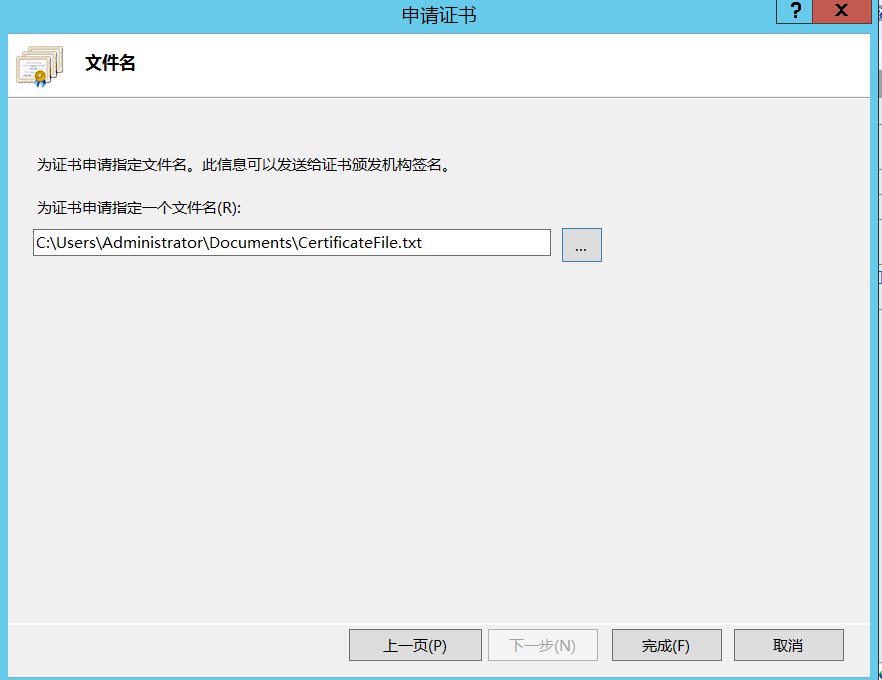 申请证书
?
X
文件名
为证书申请指定文件名。此信息可以发送给证书颁发机构签名。
为证书申请指定一个文件名(R):
C:\Users\Administrator\Documents\CertificateFile.txt
...
上一页(P)
下一步(N)
完成(F)
取消